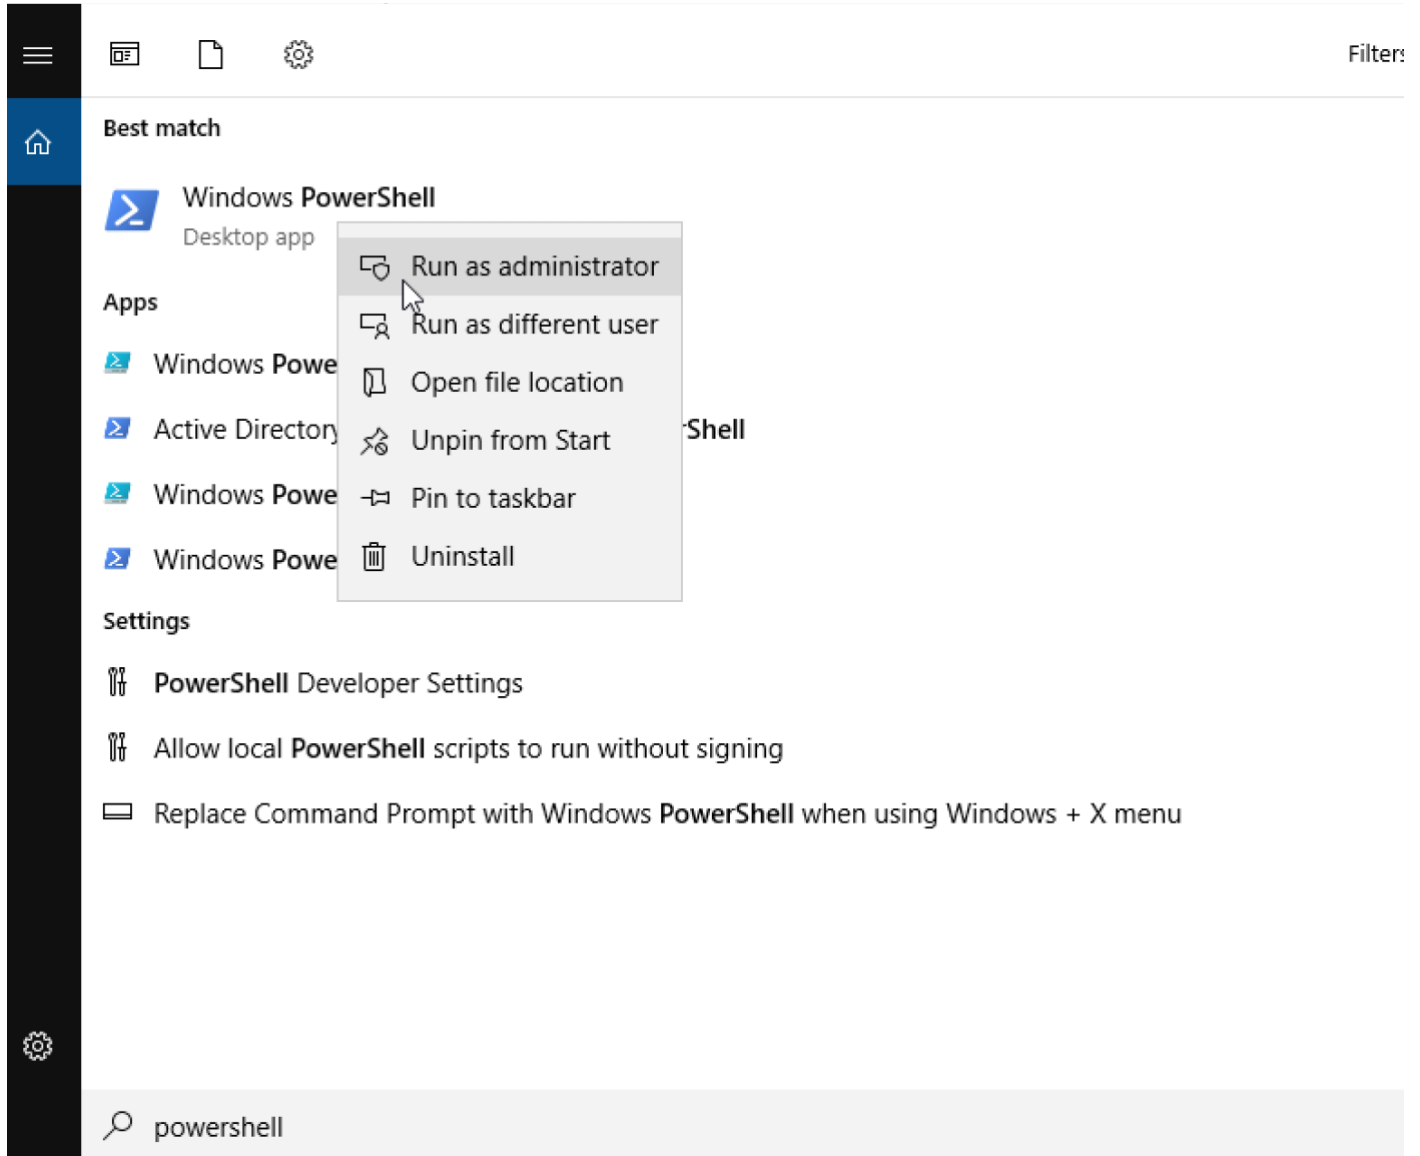 Filters
Best match
Windows PowerShell
Desktop app
Run as administrator
Apps
Run as different user
Windows Powe
Open file location
Active Directory
Shell
Unpin from Start
Windows Powe
Pin to taskbar
Windows Powe
Uninstall
Settings
PowerShell Developer Settings
Allow local PowerShell scripts to run without signing
Replace Command Prompt with Windows PowerShell when using Windows + X menu
powershell